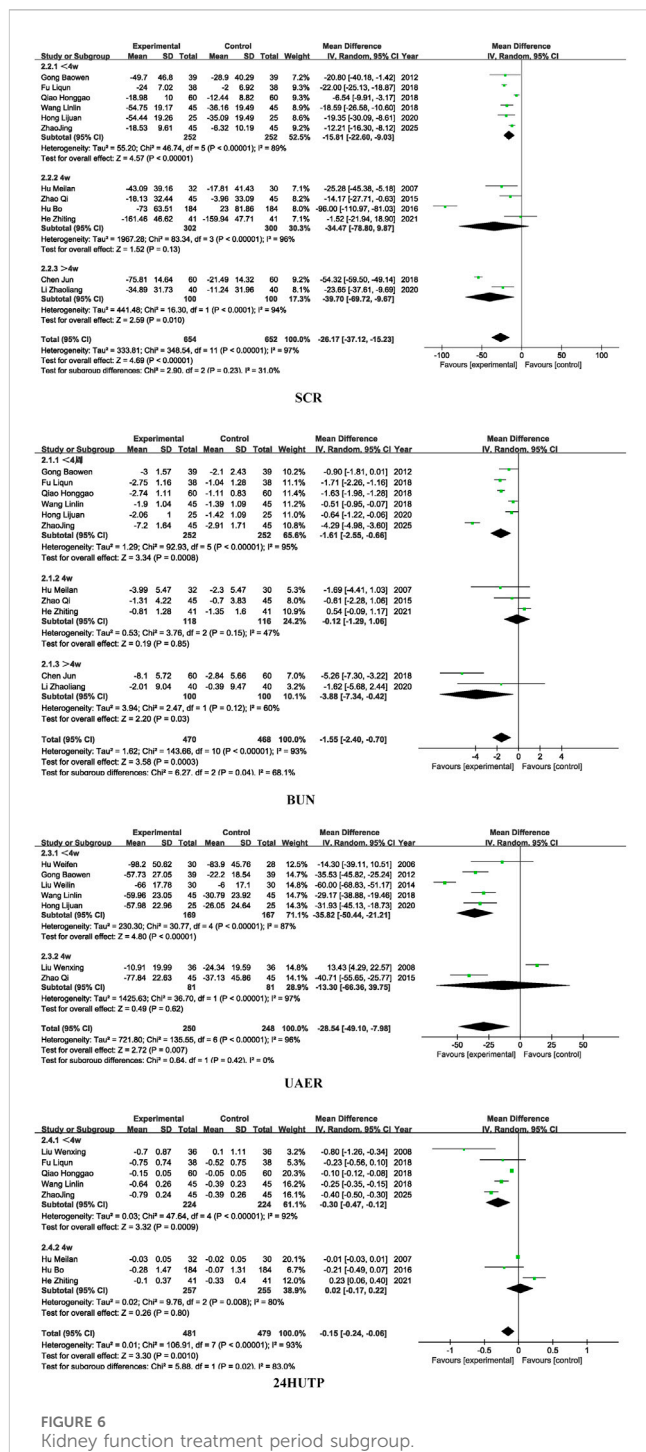 Experimental Control Mean Difference Mean Difference
Study or Subgroup Mean SD Total Mean SD Total Weight IV, Random, 95% CI Year IV, Random, 95% CI
2.2.1 <4w
Gong Baowen -49.7 46.8 39 -28.9 40.29 39 7.2% -20.80 [-40.18, -1.42] 2012
Fu Liqun -24 7.02 38 -2 6.92 38 9.7% -22.00 [-25.13, -18.87] 2018
Qiao Honggao -18.98 10 60 -12.44 8.82 60 9.6% -6.54 [-9.91, -3.17] 2018
Wang Linlin -54.75 19.17 45 -36.16 19.49 45 9.2% -18.59 [-26.58, -10.60] 2018
Hong Lijuan -54.44 19.26 25 -35.09 19.49 25 8.6% -19.35 [-30.09, -8.61] 2020
ZhaoJing -18.53 9.61 45 -6.32 10.19 45 9.6% -12.21 [-16.30, -8.12] 2025
Subtotal (95% CI) 252 252 52.5% -15.81 [-22.60, -9.03]
Heterogeneity: Tau² = 55.20; Chi² = 46.74, df = 5 (P < 0.00001); I² = 89%
Test for overall effect: Z = 4.57 (P < 0.00001)
2.2.2 4w
Hu Meilan -43.09 39.16 32 -17.81 41.43 30 7.1% -25.28 [-45.38, -5.18] 2007
Zhao Qi -18.13 32.44 45 -3.96 33.09 45 8.2% -14.17 [-27.71, -0.63] 2015
Hu Bo -73 63.51 184 23 81.86 184 8.0% -96.00 [-110.97, -81.03] 2016
He Zhiting -161.46 46.62 41 -159.94 47.71 41 7.1% -1.52 [-21.94, 18.90] 2021
Subtotal (95% CI) 302 300 30.3% -34.47 [-78.80, 9.87]
Heterogeneity: Tau² = 1967.28; Chi² = 83.34, df = 3 (P < 0.00001); I² = 96%
Test for overall effect: Z = 1.52 (P = 0.13)
2.2.3 >4w
Chen Jun -75.81 14.64 60 -21.49 14.32 60 9.2% -54.32 [-59.50, -49.14] 2018
Li Zhaoliang -34.89 31.73 40 -11.24 31.96 40 8.1% -23.65 [-37.61, -9.69] 2020
Subtotal (95% CI) 100 100 17.3% -39.70 [-69.72, -9.67]
Heterogeneity: Tau² = 441.48; Chi² = 16.30, df = 1 (P < 0.0001); I² = 94%
Test for overall effect: Z = 2.59 (P = 0.010)
Total (95% CI) 654 652 100.0% -26.17 [-37.12, -15.23]
Heterogeneity: Tau² = 333.81; Chi² = 348.54, df = 11 (P < 0.00001); I² = 97%
Test for overall effect: Z = 4.69 (P < 0.00001)
Test for subgroup differences: Chi² = 2.90, df = 2 (P = 0.23), I² = 31.0%
-100 -50 0 50 100
Favours [experimental] Favours [control]
SCR
Experimental Control Mean Difference Mean Difference
Study or Subgroup Mean SD Total Mean SD Total Weight IV, Random, 95% CI Year IV, Random, 95% CI
2.1.1 <4周
Gong Baowen -3 1.57 39 -2.1 2.43 39 10.2% -0.90 [-1.81, 0.01] 2012
Fu Liqun -2.75 1.16 38 -1.04 1.28 38 11.0% -1.71 [-2.26, -1.16] 2018
Qiao Honggao -2.74 1.11 60 -1.11 0.83 60 11.4% -1.63 [-1.98, -1.28] 2018
Wang Linlin -1.9 1.04 45 -1.39 1.09 45 11.2% -0.51 [-0.95, -0.07] 2018
Hong Lijuan -2.06 1 25 -1.42 1.09 25 11.0% -0.64 [-1.22, -0.06] 2020
ZhaoJing -7.2 1.64 45 -2.91 1.71 45 10.8% -4.29 [-4.98, -3.60] 2025
Subtotal (95% CI) 252 252 65.6% -1.61 [-2.55, -0.66]
Heterogeneity: Tau² = 1.29; Chi² = 92.93, df = 5 (P < 0.00001); I² = 95%
Test for overall effect: Z = 3.34 (P = 0.0008)
2.1.2 4w
Hu Meilan -3.99 5.47 32 -2.3 5.47 30 5.0% -1.69 [-4.41, 1.03] 2007
Zhao Qi -1.31 4.22 45 -0.7 3.83 45 8.0% -0.61 [-2.28, 1.06] 2015
He Zhiting -0.81 1.28 41 -1.35 1.6 41 10.9% 0.54 [-0.09, 1.17] 2021
Subtotal (95% CI) 118 116 24.2% -0.12 [-1.29, 1.06]
Heterogeneity: Tau² = 0.53; Chi² = 3.76, df = 2 (P = 0.15); I² = 47%
Test for overall effect: Z = 0.19 (P = 0.85)
2.1.3 >4w
Chen Jun -8.1 5.72 60 -2.84 5.66 60 6.9% -5.26 [-7.30, -3.22] 2018
Li Zhaoliang -2.01 9.04 40 -0.39 9.47 40 3.2% -1.62 [-5.68, 2.44] 2020
Subtotal (95% CI) 100 100 10.1% -3.88 [-7.34, -0.42]
Heterogeneity: Tau² = 3.94; Chi² = 2.47, df = 1 (P = 0.12); I² = 60%
Test for overall effect: Z = 2.20 (P = 0.03)
Total (95% CI) 470 468 100.0% -1.55 [-2.40, -0.70]
Heterogeneity: Tau² = 1.62; Chi² = 143.66, df = 10 (P < 0.00001); I² = 93%
Test for overall effect: Z = 3.58 (P = 0.0003)
Test for subgroup differences: Chi² = 6.27, df = 2 (P = 0.04), I² = 68.1%
-4 -2 0 2 4
Favours [experimental] Favours [control]
BUN
Experimental Control Mean Difference Mean Difference
Study or Subgroup Mean SD Total Mean SD Total Weight IV, Random, 95% CI Year IV, Random, 95% CI
2.3.1 <4w
Hu Weifen -98.2 50.62 30 -83.9 45.76 28 12.5% -14.30 [-39.11, 10.51] 2006
Gong Baowen -57.73 27.05 39 -22.2 18.54 39 15.1% -35.53 [-45.82, -25.24] 2012
Liu Weilin -66 17.78 30 -6 17.1 30 15.3% -60.00 [-68.83, -51.17] 2014
Wang Linlin -59.96 23.05 45 -30.79 23.92 45 15.1% -29.17 [-38.88, -19.46] 2018
Hong Lijuan -57.98 22.96 25 -26.05 24.64 25 14.7% -31.93 [-45.13, -18.73] 2020
Subtotal (95% CI) 169 167 71.1% -35.82 [-50.44, -21.21]
Heterogeneity: Tau² = 230.30; Chi² = 30.77, df = 4 (P < 0.00001); I² = 87%
Test for overall effect: Z = 4.80 (P < 0.00001)
2.3.2 4w
Liu Wenxing -10.91 19.99 36 -24.34 19.59 36 14.8% 13.43 [4.29, 22.57] 2008
Zhao Qi -77.84 22.63 45 -37.13 45.86 45 14.1% -40.71 [-55.65, -25.77] 2015
Subtotal (95% CI) 81 81 28.9% -13.30 [-66.36, 39.75]
Heterogeneity: Tau² = 1425.63; Chi² = 36.70, df = 1 (P < 0.00001); I² = 97%
Test for overall effect: Z = 0.49 (P = 0.62)
Total (95% CI) 250 248 100.0% -28.54 [-49.10, -7.98]
Heterogeneity: Tau² = 721.80; Chi² = 135.55, df = 6 (P < 0.00001); I² = 96%
Test for overall effect: Z = 2.72 (P = 0.007)
Test for subgroup differences: Chi² = 0.64, df = 1 (P = 0.42), I² = 0%
-50 -25 0 25 50
Favours [experimental] Favours [control]
UAER
Experimental Control Mean Difference Mean Difference
Study or Subgroup Mean SD Total Mean SD Total Weight IV, Random, 95% CI Year IV, Random, 95% CI
2.4.1 <4w
Liu Wenxing -0.7 0.87 36 0.1 1.11 36 3.2% -0.80 [-1.26, -0.34] 2008
Fu Liqun -0.75 0.74 38 -0.52 0.75 38 5.3% -0.23 [-0.56, 0.10] 2018
Qiao Honggao -0.15 0.05 60 -0.05 0.05 60 20.1% -0.10 [-0.12, -0.08] 2018
Wang Linlin -0.64 0.26 45 -0.39 0.23 45 16.3% -0.25 [-0.35, -0.15] 2018
ZhaoJing -0.79 0.24 45 -0.39 0.26 45 16.1% -0.40 [-0.50, -0.30] 2025
Subtotal (95% CI) 224 224 61.1% -0.30 [-0.47, -0.12]
Heterogeneity: Tau² = 0.03; Chi² = 47.64, df = 4 (P < 0.00001); I² = 92%
Test for overall effect: Z = 3.32 (P = 0.0009)
2.4.2 4w
Hu Meilan -0.03 0.05 32 -0.02 0.05 30 20.1% -0.01 [-0.03, 0.01] 2007
Hu Bo -0.28 1.47 184 -0.07 1.31 184 6.7% -0.21 [-0.49, 0.07] 2016
He Zhiting -0.1 0.37 41 -0.33 0.4 41 12.1% 0.23 [0.06, 0.40] 2021
Subtotal (95% CI) 257 255 38.9% 0.02 [-0.17, 0.22]
Heterogeneity: Tau² = 0.02; Chi² = 9.76, df = 2 (P = 0.008); I² = 80%
Test for overall effect: Z = 0.26 (P = 0.80)
Total (95% CI) 481 479 100.0% -0.15 [-0.24, -0.06]
Heterogeneity: Tau² = 0.01; Chi² = 106.91, df = 7 (P < 0.00001); I² = 93%
Test for overall effect: Z = 3.30 (P = 0.0010)
Test for subgroup differences: Chi² = 5.88, df = 1 (P = 0.02), I² = 83.0%
-1 -0.5 0 0.5 1
Favours [experimental] Favours [control]
24HUTP
FIGURE 6
Kidney function treatment period subgroup.